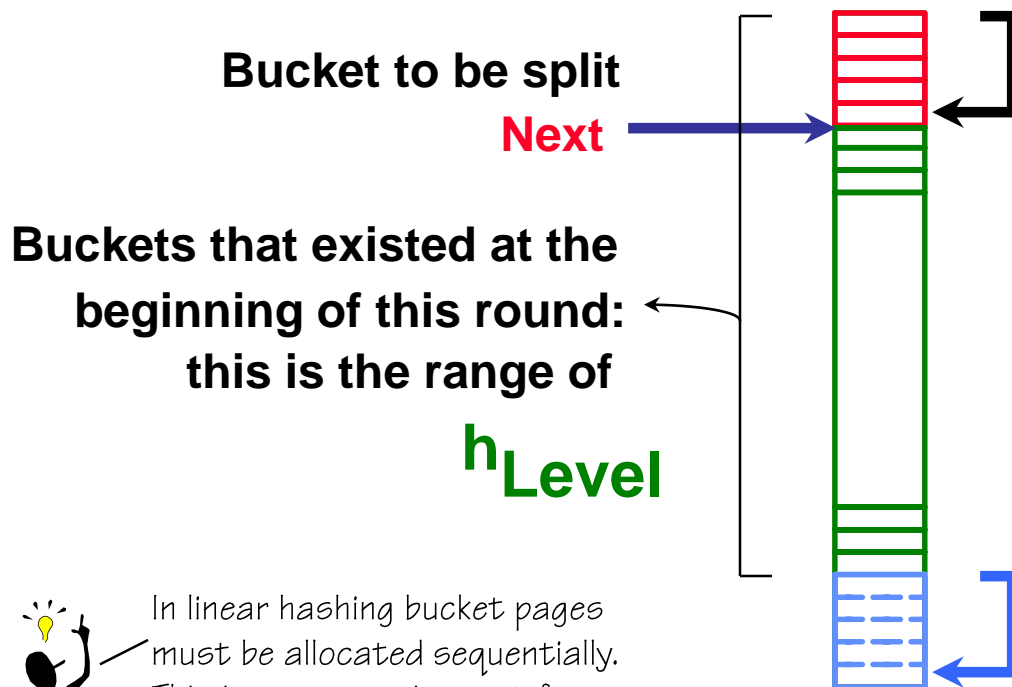 Bucket to be split
Next
Buckets that existed at the
beginning of this round:
this is the range of
hLevel
In linear hashing bucket pages
must be allocated sequentially.